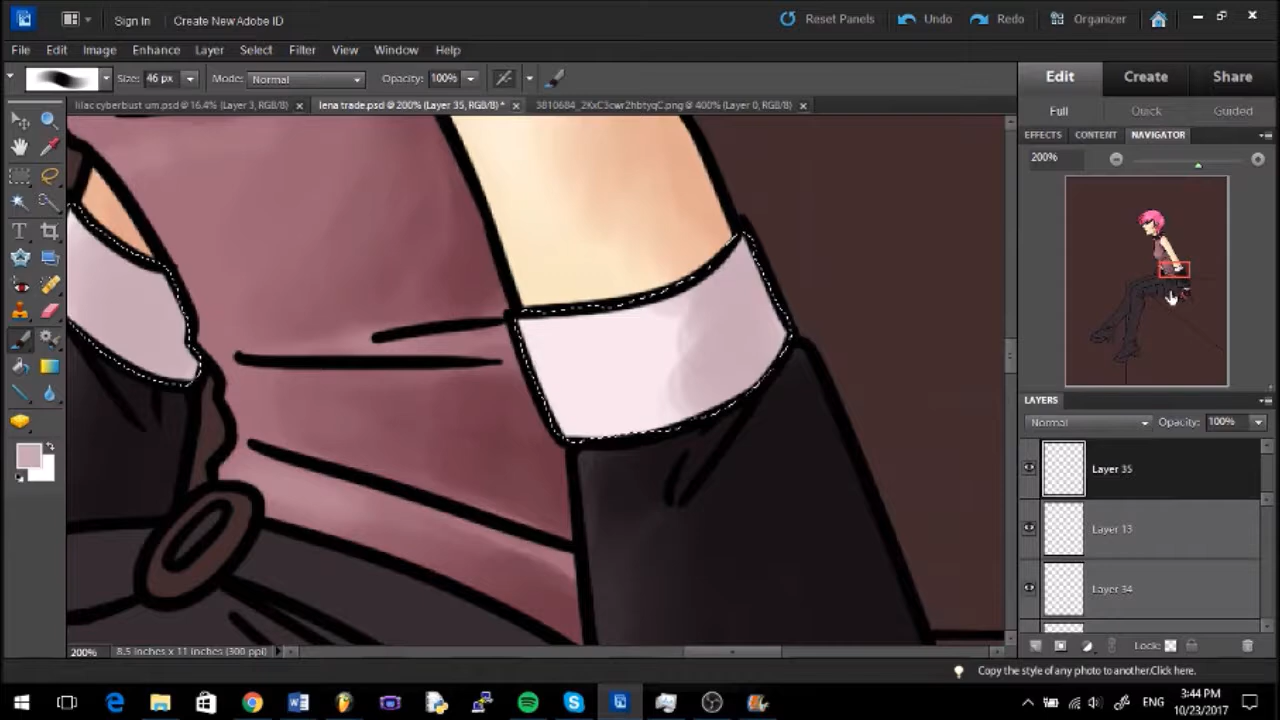 Sign In Create New Adobe ID Reset Panels Undo Redo Organizer
File Edit Image Enhance Layer Select Filter View Window Help
Size: 46 px Mode: Normal Opacity: 100% Edit Create Share
lilac cyberbust um.psd @ 16.4% (Layer 3, RGB/8) lena trade.psd @ 200% (Layer 35, RGB/8) * 3810684_2KxC3cwr2hbtyqC.png @ 400% (Layer 0, RGB/8)
Full Quick Guided
EFFECTS CONTENT NAVIGATOR
200%
LAYERS
Normal Opacity: 100%
Layer 35
Layer 13
Layer 34
Lock:
200% 8.5 inches x 11 inches (300 ppi)
Copy the style of any photo to another.Click here.
ENG 3:44 PM
10/23/2017